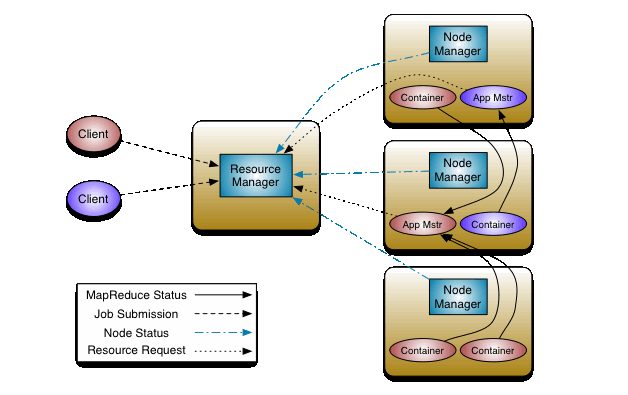 Node
Manager
Container
App Mstr
Client
Resource
Manager
Client
Node
Manager
App Mstr
Container
Node
Manager
Container
Container
MapReduce Status
Job Submission
Node Status
Resource Request